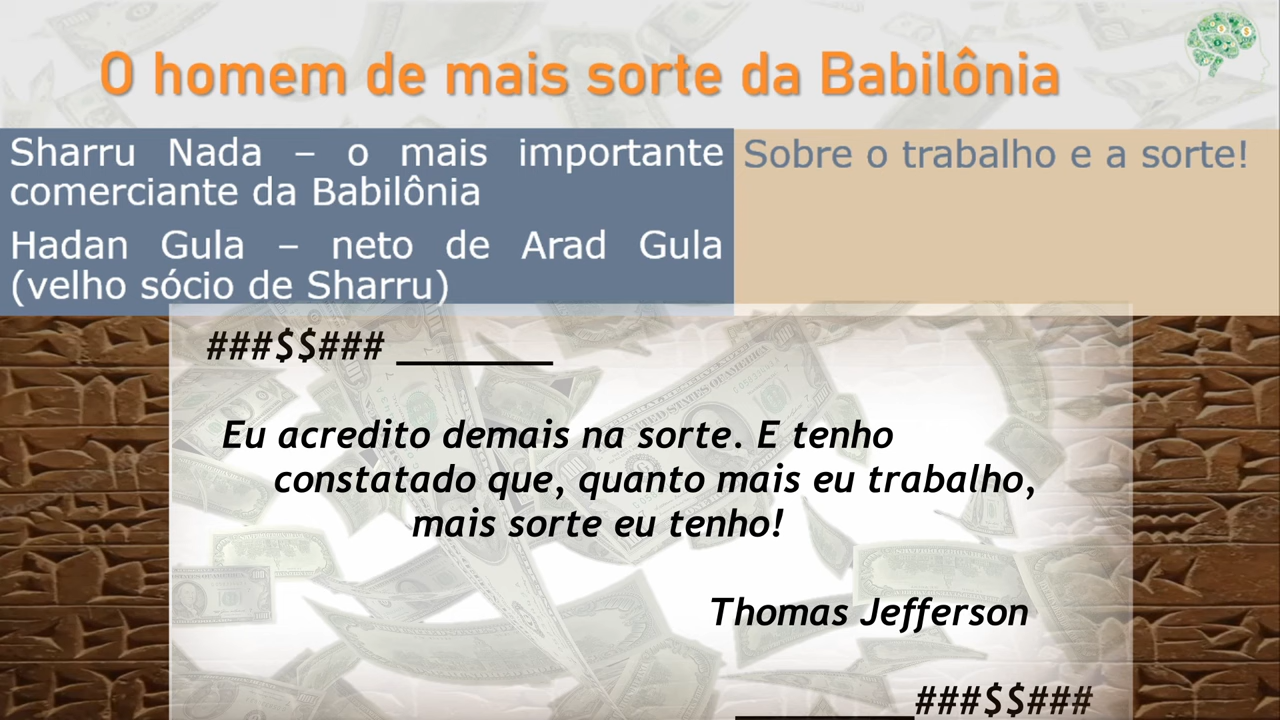 O homem de mais sorte da Babilônia
Sharru Nada – o mais importante
comerciante da Babilônia
Hadan Gula – neto de Arad Gula
(velho sócio de Sharru)
Sobre o trabalho e a sorte!
###$$### _______
Eu acredito demais na sorte. E tenho
constatado que, quanto mais eu trabalho,
mais sorte eu tenho!
Thomas Jefferson
________###$$###